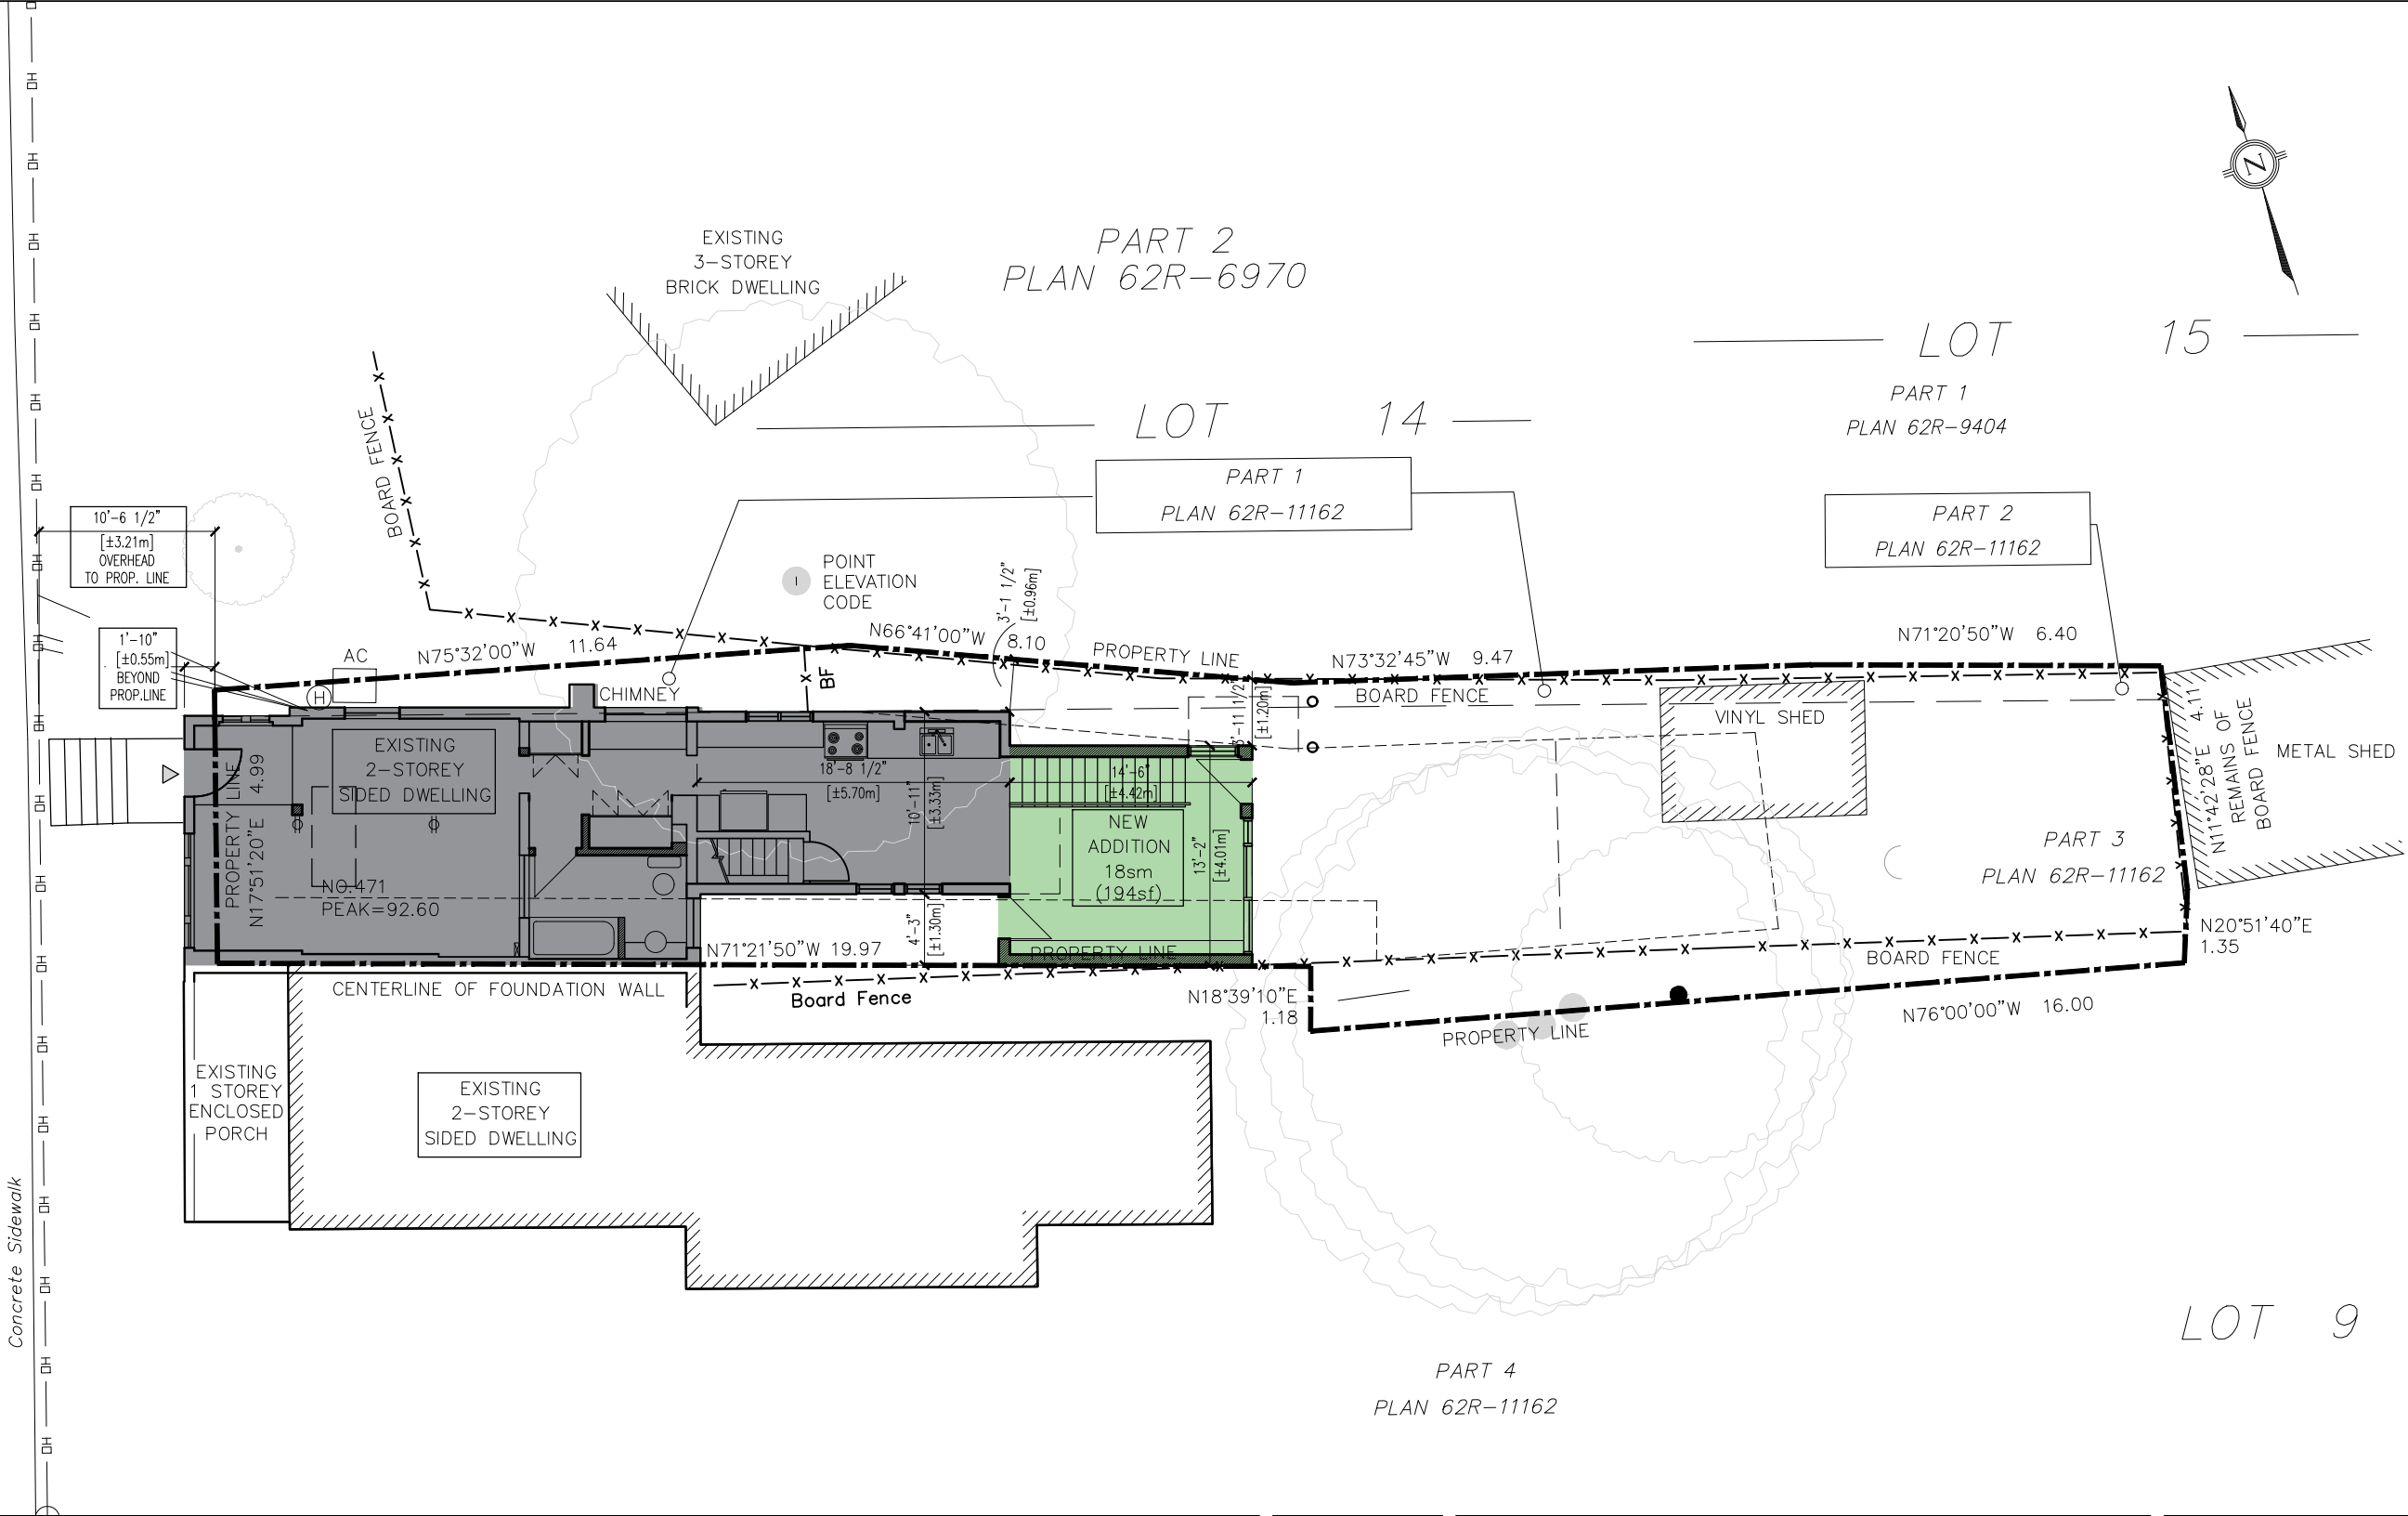 EXISTING
3-STOREY
BRICK DWELLING
PART 2
PLAN 62R-6970
N
LOT 15
PART 1
PLAN 62R-9404
LOT 14
PART 1
PLAN 62R-11162
PART 2
PLAN 62R-11162
BOARD FENCE
10'-6 1/2"
[±3.21m]
OVERHEAD
TO PROP. LINE
1'-10"
[±0.55m]
BEYOND
PROP.LINE
I
POINT
ELEVATION
CODE
3'-1 1/2"
[±0.96m]
AC
H
N75°32'00"W 11.64
N66°41'00"W 8.10
PROPERTY LINE
N73°32'45"W 9.47
BOARD FENCE
N71°20'50"W 6.40
CHIMNEY
BF
[±1.20m]
VINYL SHED
N11°42'28"E 4.11
REMAINS OF
BOARD FENCE
METAL SHED
EXISTING
2-STOREY
SIDED DWELLING
PROPERTY LINE
N17°51'20"E 4.99
18'-8 1/2"
[±5.70m]
10'-11"
[±3.33m]
14'-6"
[±4.42m]
NEW
ADDITION
18sm
(194sf)
13'-2"
[±4.01m]
PART 3
PLAN 62R-11162
NO.471
PEAK=92.60
4'-3"
[±1.30m]
N71°21'50"W 19.97
PROPERTY LINE
N20°51'40"E
1.35
BOARD FENCE
CENTERLINE OF FOUNDATION WALL
Board Fence
N18°39'10"E
1.18
N76°00'00"W 16.00
PROPERTY LINE
EXISTING
1 STOREY
ENCLOSED
PORCH
EXISTING
2-STOREY
SIDED DWELLING
Concrete Sidewalk
LOT 9
PART 4
PLAN 62R-11162